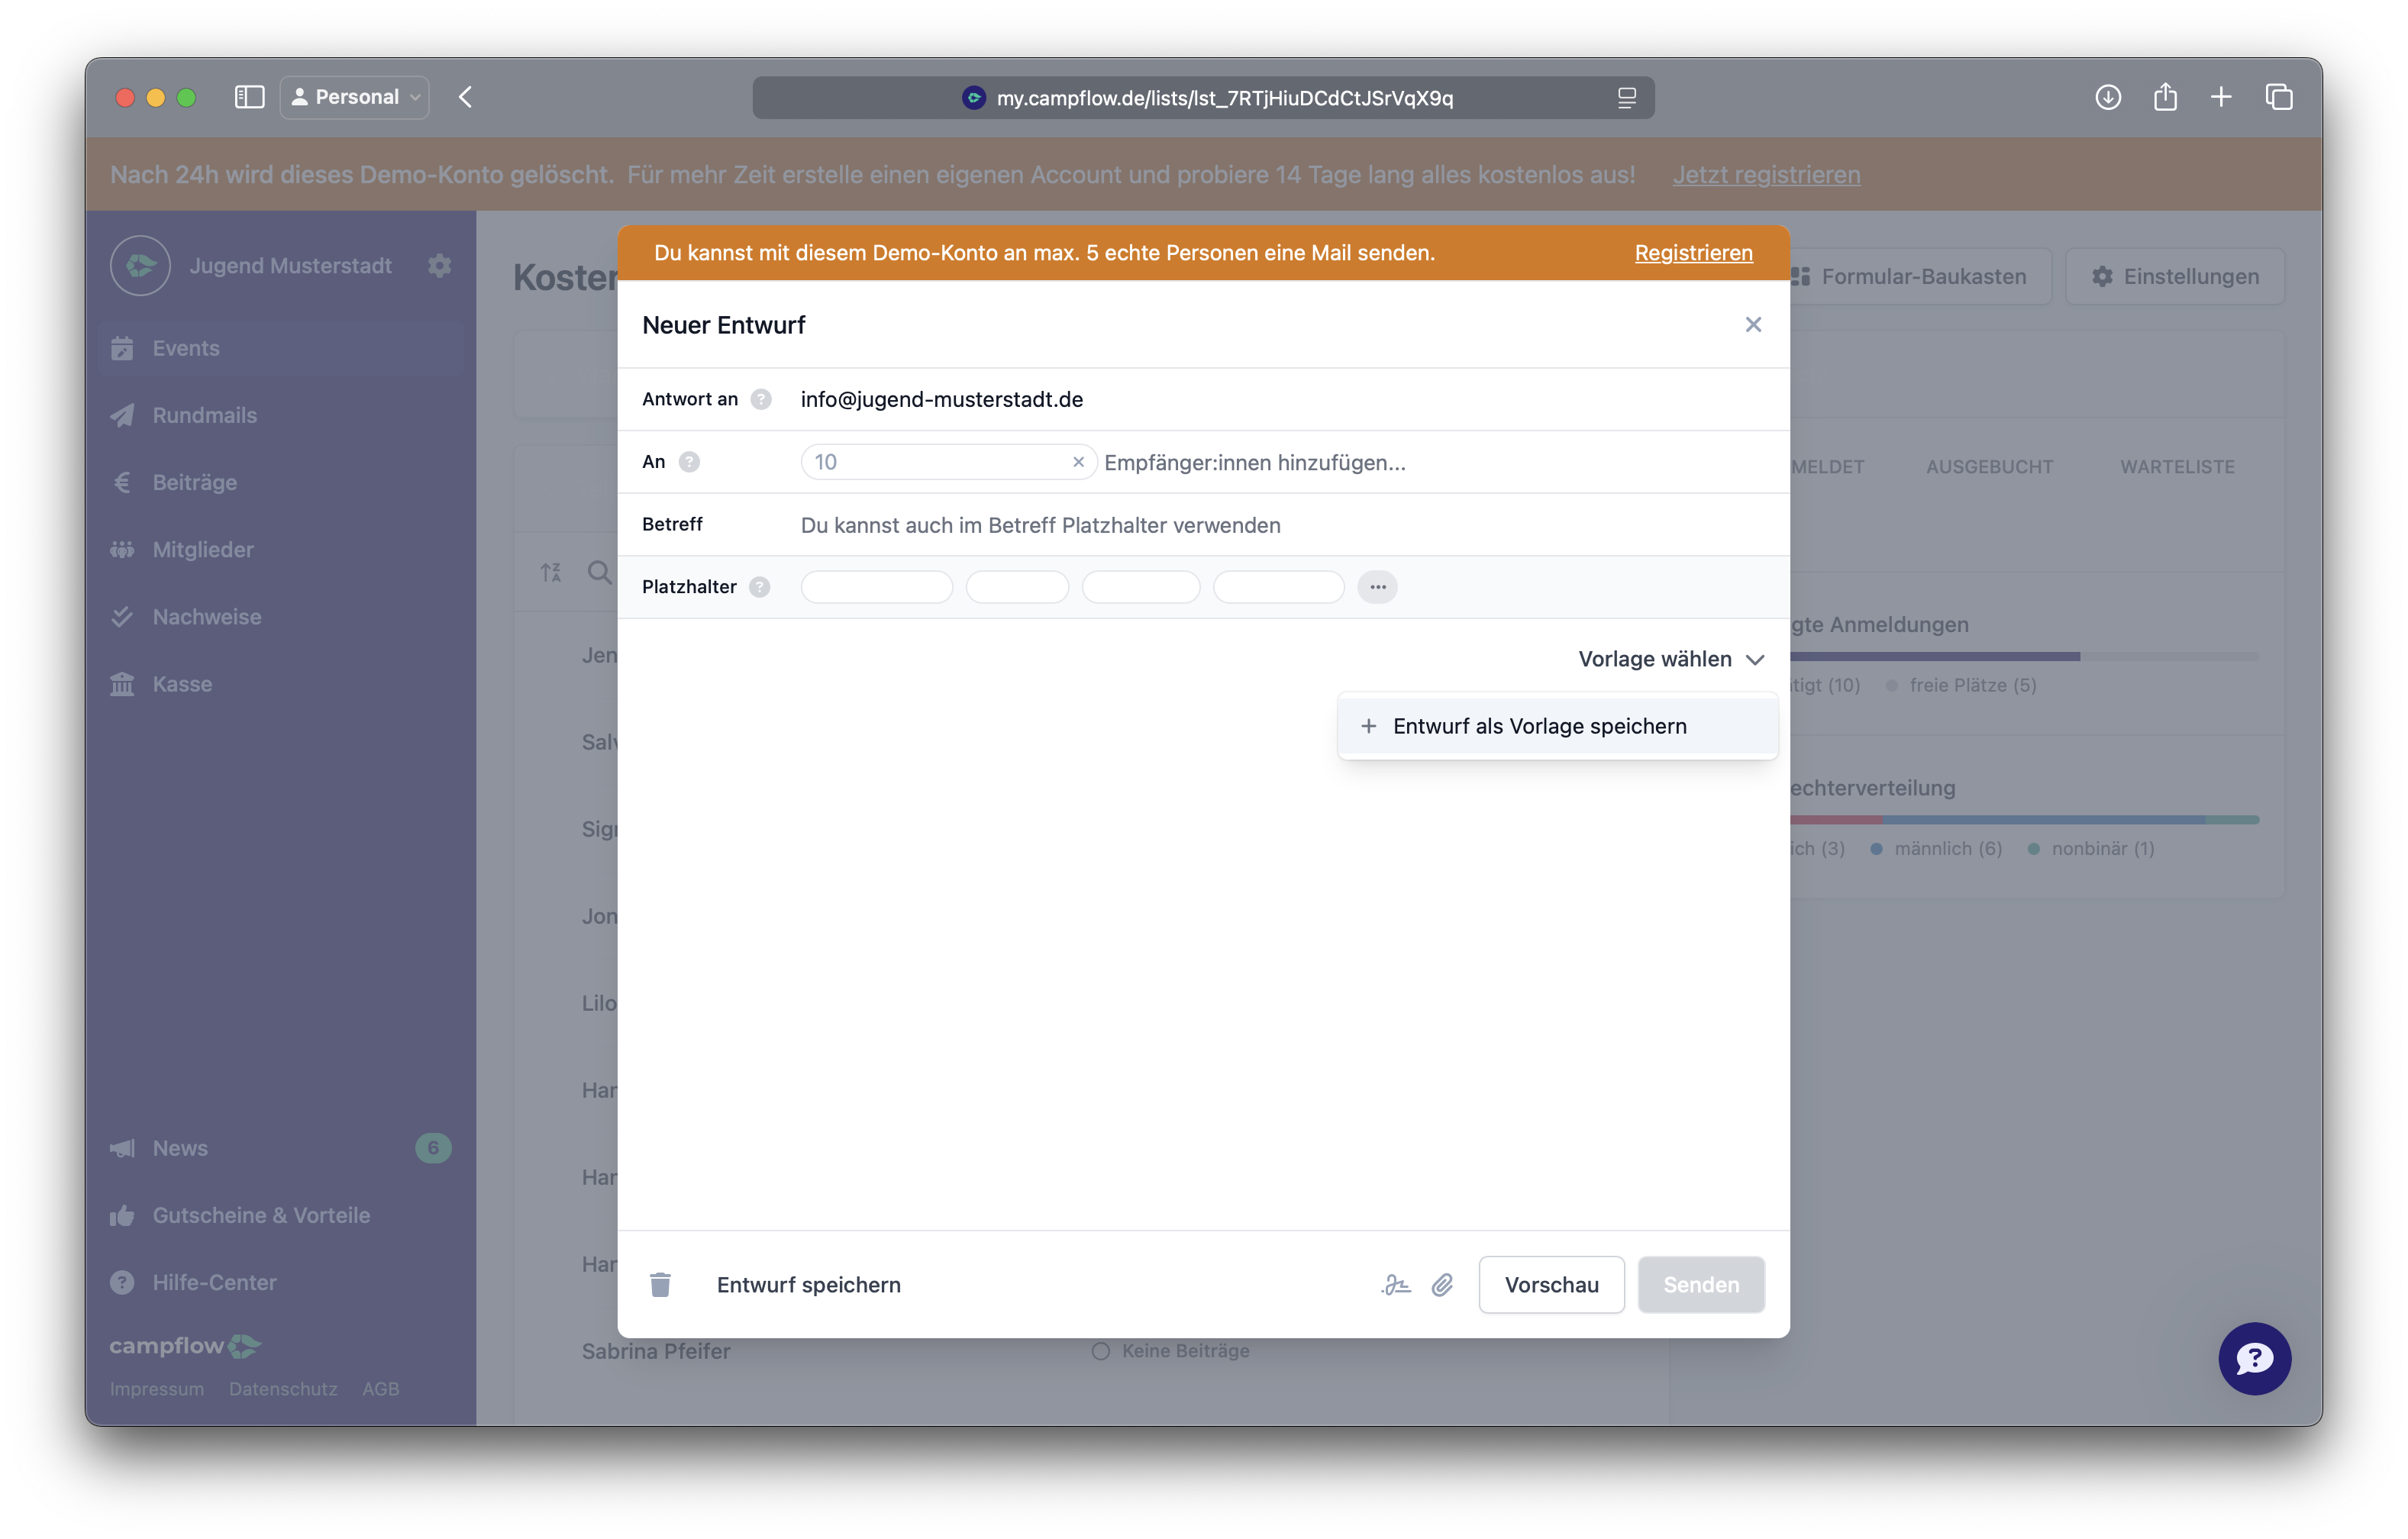 Personal
my.campflow.de/lists/lst_7RTjHiuDCdCtJSrVqX9q
Nach 24h wird dieses Demo-Konto gelöscht. Für mehr Zeit erstelle einen eigenen Account und probiere 14 Tage lang alles kostenlos aus! Jetzt registrieren
Jugend Musterstadt
Events
Rundmails
Beiträge
Mitglieder
Nachweise
Kasse
News 6
Gutscheine & Vorteile
Hilfe-Center
campflow
Impressum Datenschutz AGB
Koster
Formular-Baukasten
Einstellungen
Du kannst mit diesem Demo-Konto an max. 5 echte Personen eine Mail senden. Registrieren
Neuer Entwurf
Antwort an ? info@jugend-musterstadt.de
An ? 10 Empfänger:innen hinzufügen...
Betreff Du kannst auch im Betreff Platzhalter verwenden
Platzhalter ?
Vorlage wählen
Entwurf als Vorlage speichern
Entwurf speichern
Vorschau
Senden
Jen
Salv
Sigr
Jon
Lilo
Har
Har
Har
Sabrina Pfeifer Keine Beiträge
MELDET AUSGEBUCHT WARTELISTE
gte Anmeldungen
tigt (10) freie Plätze (5)
echterverteilung
ich (3) männlich (6) nonbinär (1)